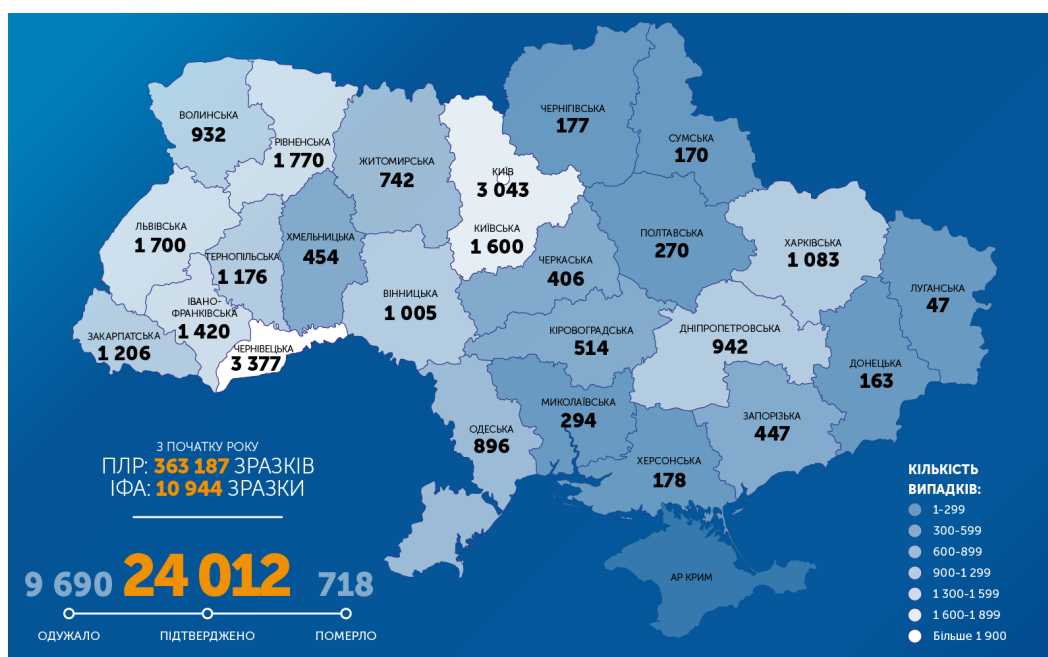 ВОЛИНСЬКА
932
РІВНЕНСЬКА
1 770
ЖИТОМИРСЬКА
742
КИЇВ
3 043
КИЇВСЬКА
1 600
ЧЕРНІГІВСЬКА
177
СУМСЬКА
170
ЛЬВІВСЬКА
1 700
ТЕРНОПІЛЬСЬКА
1 176
ХМЕЛЬНИЦЬКА
454
ЧЕРКАСЬКА
406
ПОЛТАВСЬКА
270
ХАРКІВСЬКА
1 083
ЛУГАНСЬКА
47
ІВАНО-
ФРАНКІВСЬКА
1 420
ЗАКАРПАТСЬКА
1 206
ЧЕРНІВЕЦЬКА
3 377
ВІННИЦЬКА
1 005
КІРОВОГРАДСЬКА
514
ДНІПРОПЕТРОВСЬКА
942
ДОНЕЦЬКА
163
ОДЕСЬКА
896
МИКОЛАЇВСЬКА
294
ЗАПОРІЗЬКА
447
ХЕРСОНСЬКА
178
АР КРИМ
З ПОЧАТКУ РОКУ
ПЛР: 363 187 ЗРАЗКІВ
ІФА: 10 944 ЗРАЗКИ
9 690 24 012 718
ОДУЖАЛО ПІДТВЕРДЖЕНО ПОМЕРЛО
КІЛЬКІСТЬ
ВИПАДКІВ:
1-299
300-599
600-899
900-1 299
1 300-1 599
1 600-1 899
Більше 1 900